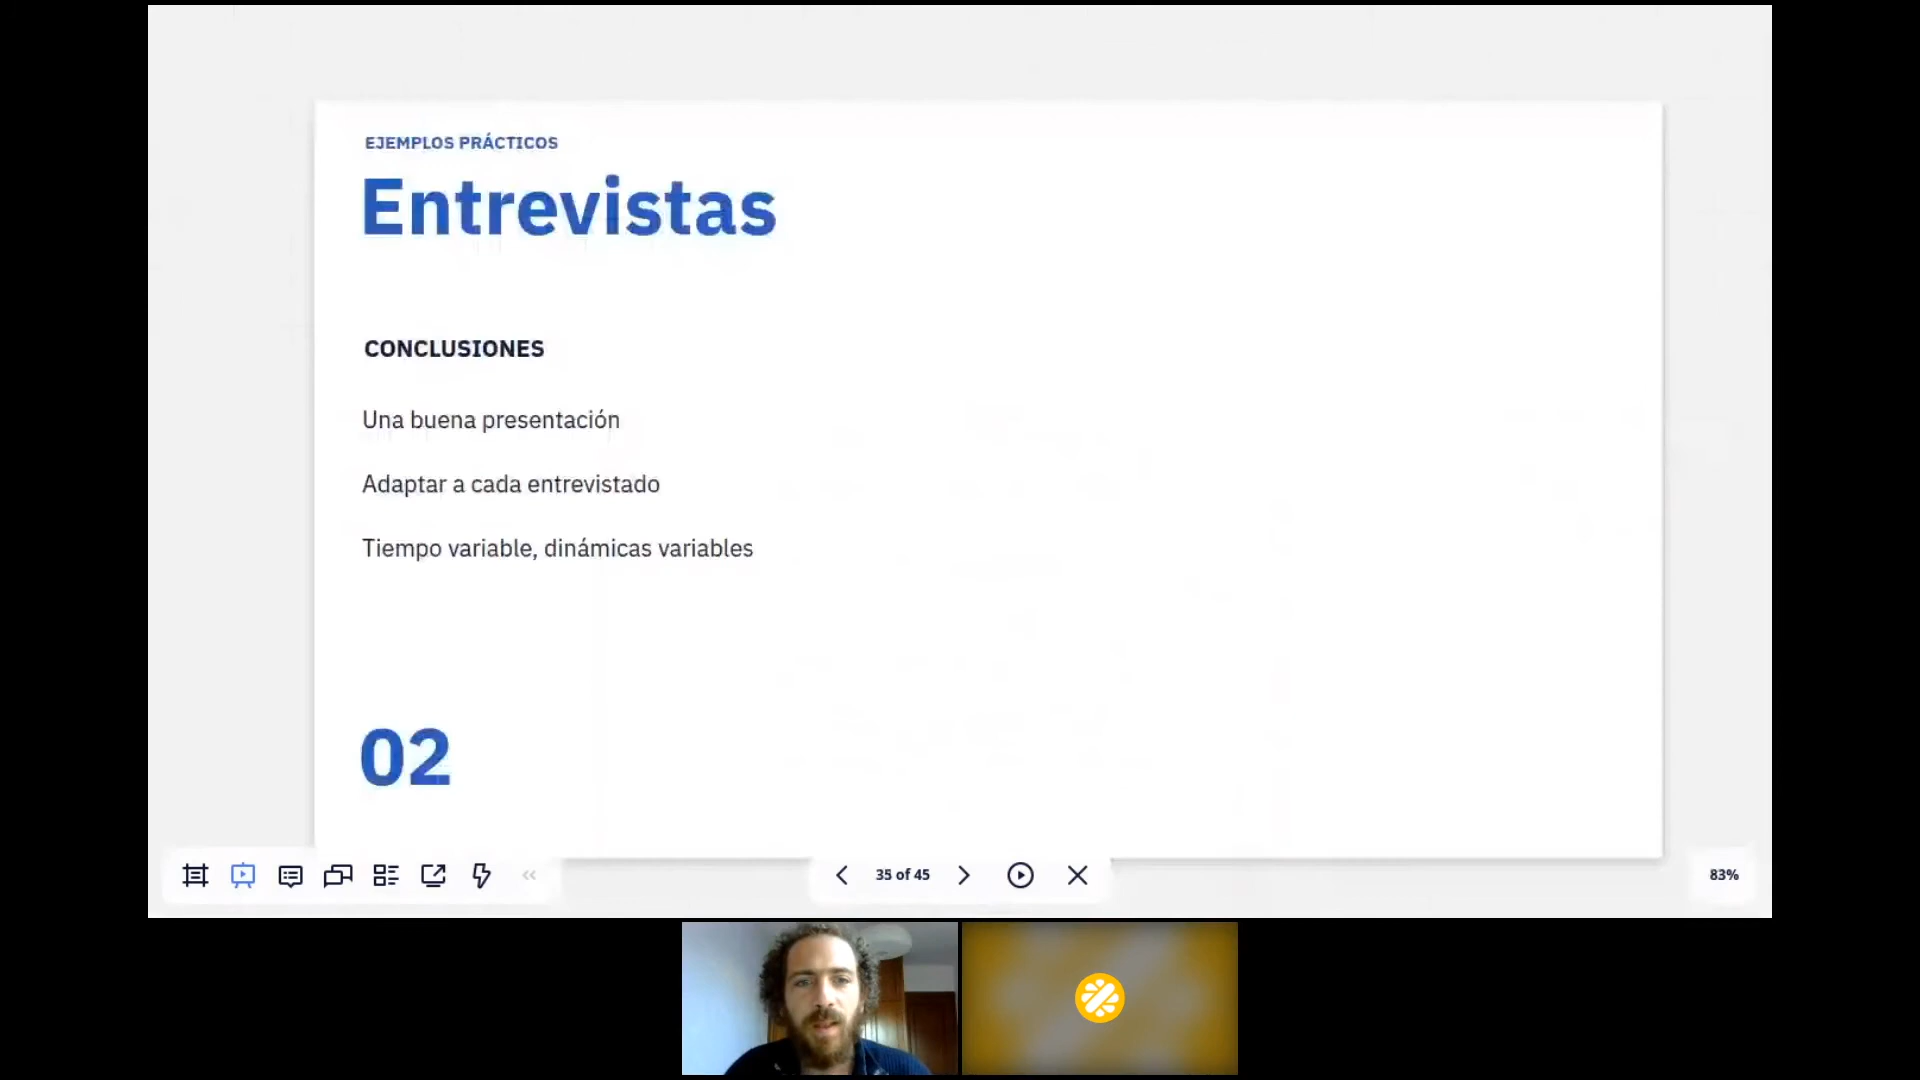 EJEMPLOS PRÁCTICOS
Entrevistas
CONCLUSIONES
Una buena presentación
Adaptar a cada entrevistado
Tiempo variable, dinámicas variables
02
35 of 45
83%